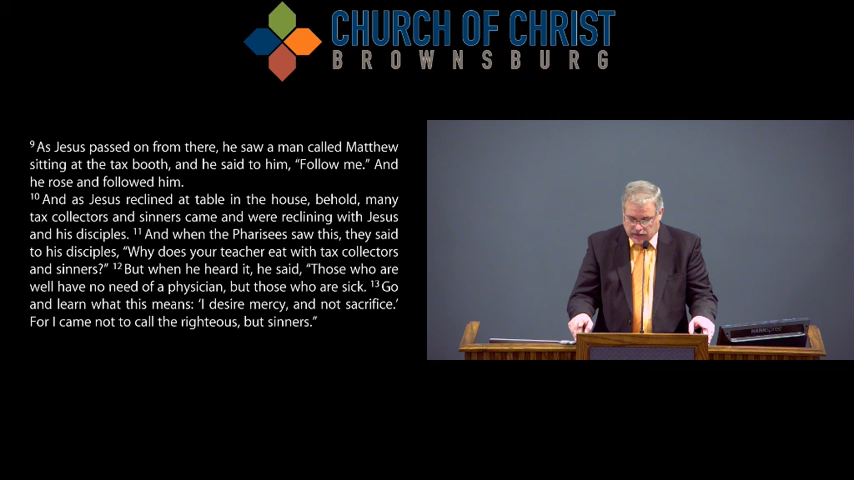 CHURCH OF CHRIST
BROWNSBURG
9 As Jesus passed on from there, he saw a man called Matthew
sitting at the tax booth, and he said to him, “Follow me.” And
he rose and followed him.
10 And as Jesus reclined at table in the house, behold, many
tax collectors and sinners came and were reclining with Jesus
and his disciples. 11 And when the Pharisees saw this, they said
to his disciples, “Why does your teacher eat with tax collectors
and sinners?” 12 But when he heard it, he said, “Those who are
well have no need of a physician, but those who are sick. 13 Go
and learn what this means: ‘I desire mercy, and not sacrifice.’
For I came not to call the righteous, but sinners.”